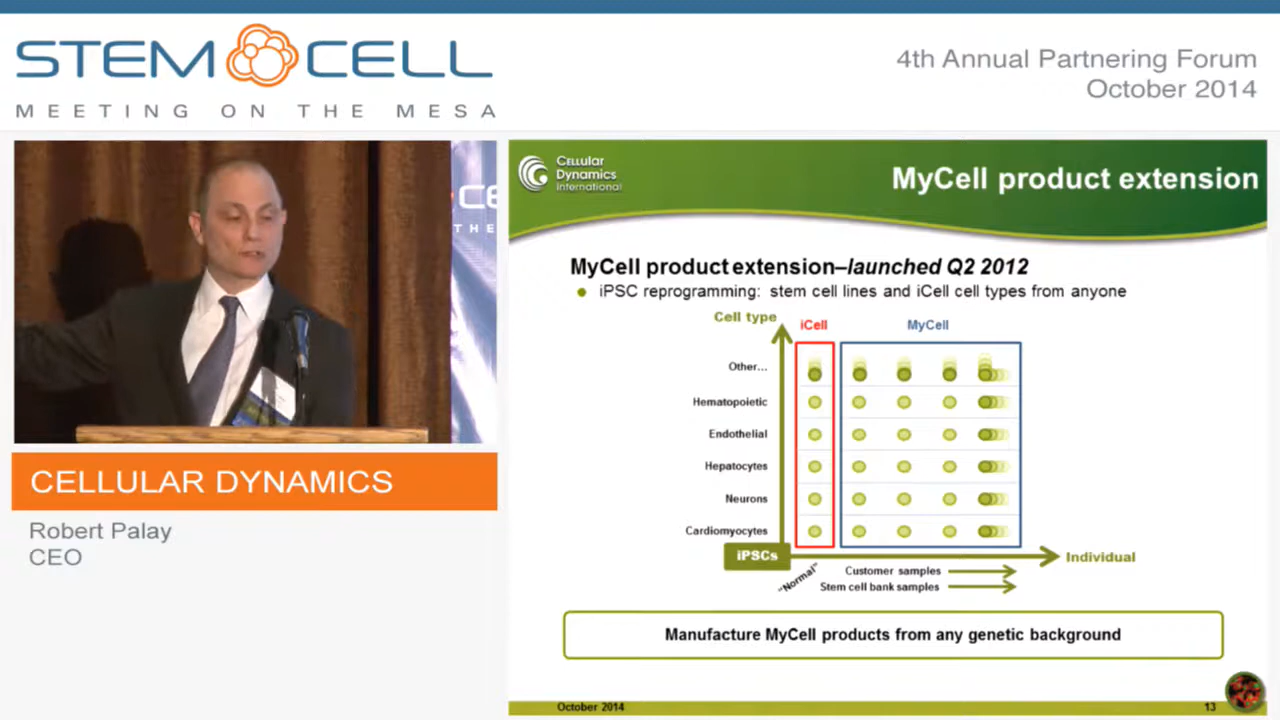 STEM CELL
MEETING ON THE MESA
4th Annual Partnering Forum
October 2014
CE
THE
CELLULAR DYNAMICS
Robert Palay
CEO
Cellular
Dynamics
International
MyCell product extension
MyCell product extension–launched Q2 2012
iPSC reprogramming: stem cell lines and iCell cell types from anyone
Cell type
iCell
MyCell
Other...
Hematopoietic
Endothelial
Hepatocytes
Neurons
Cardiomyocytes
iPSCs
Individual
"Normal"
Customer samples
Stem cell bank samples
Manufacture MyCell products from any genetic background
October 2014
13